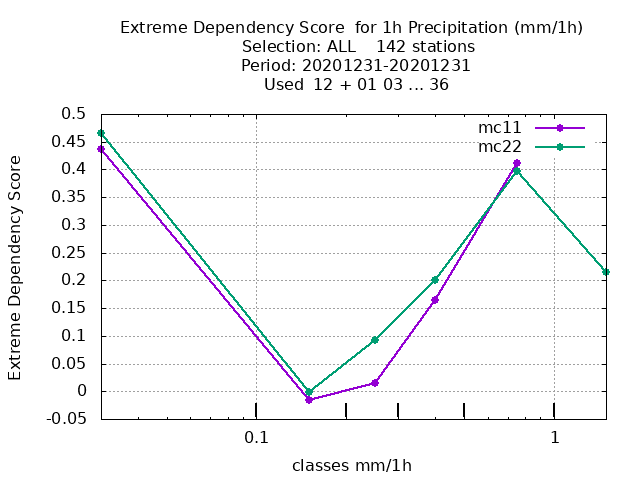 Extreme Dependency Score  for 1h Precipitation (mm/1h)
Selection: ALL    142 stations
Period: 20201231-20201231
Used  12 + 01 03 ... 36
Extreme Dependency Score
0.5
0.45
0.4
0.35
0.3
0.25
0.2
0.15
0.1
0.05
0
-0.05
mc11
mc22
0.1
1
classes mm/1h